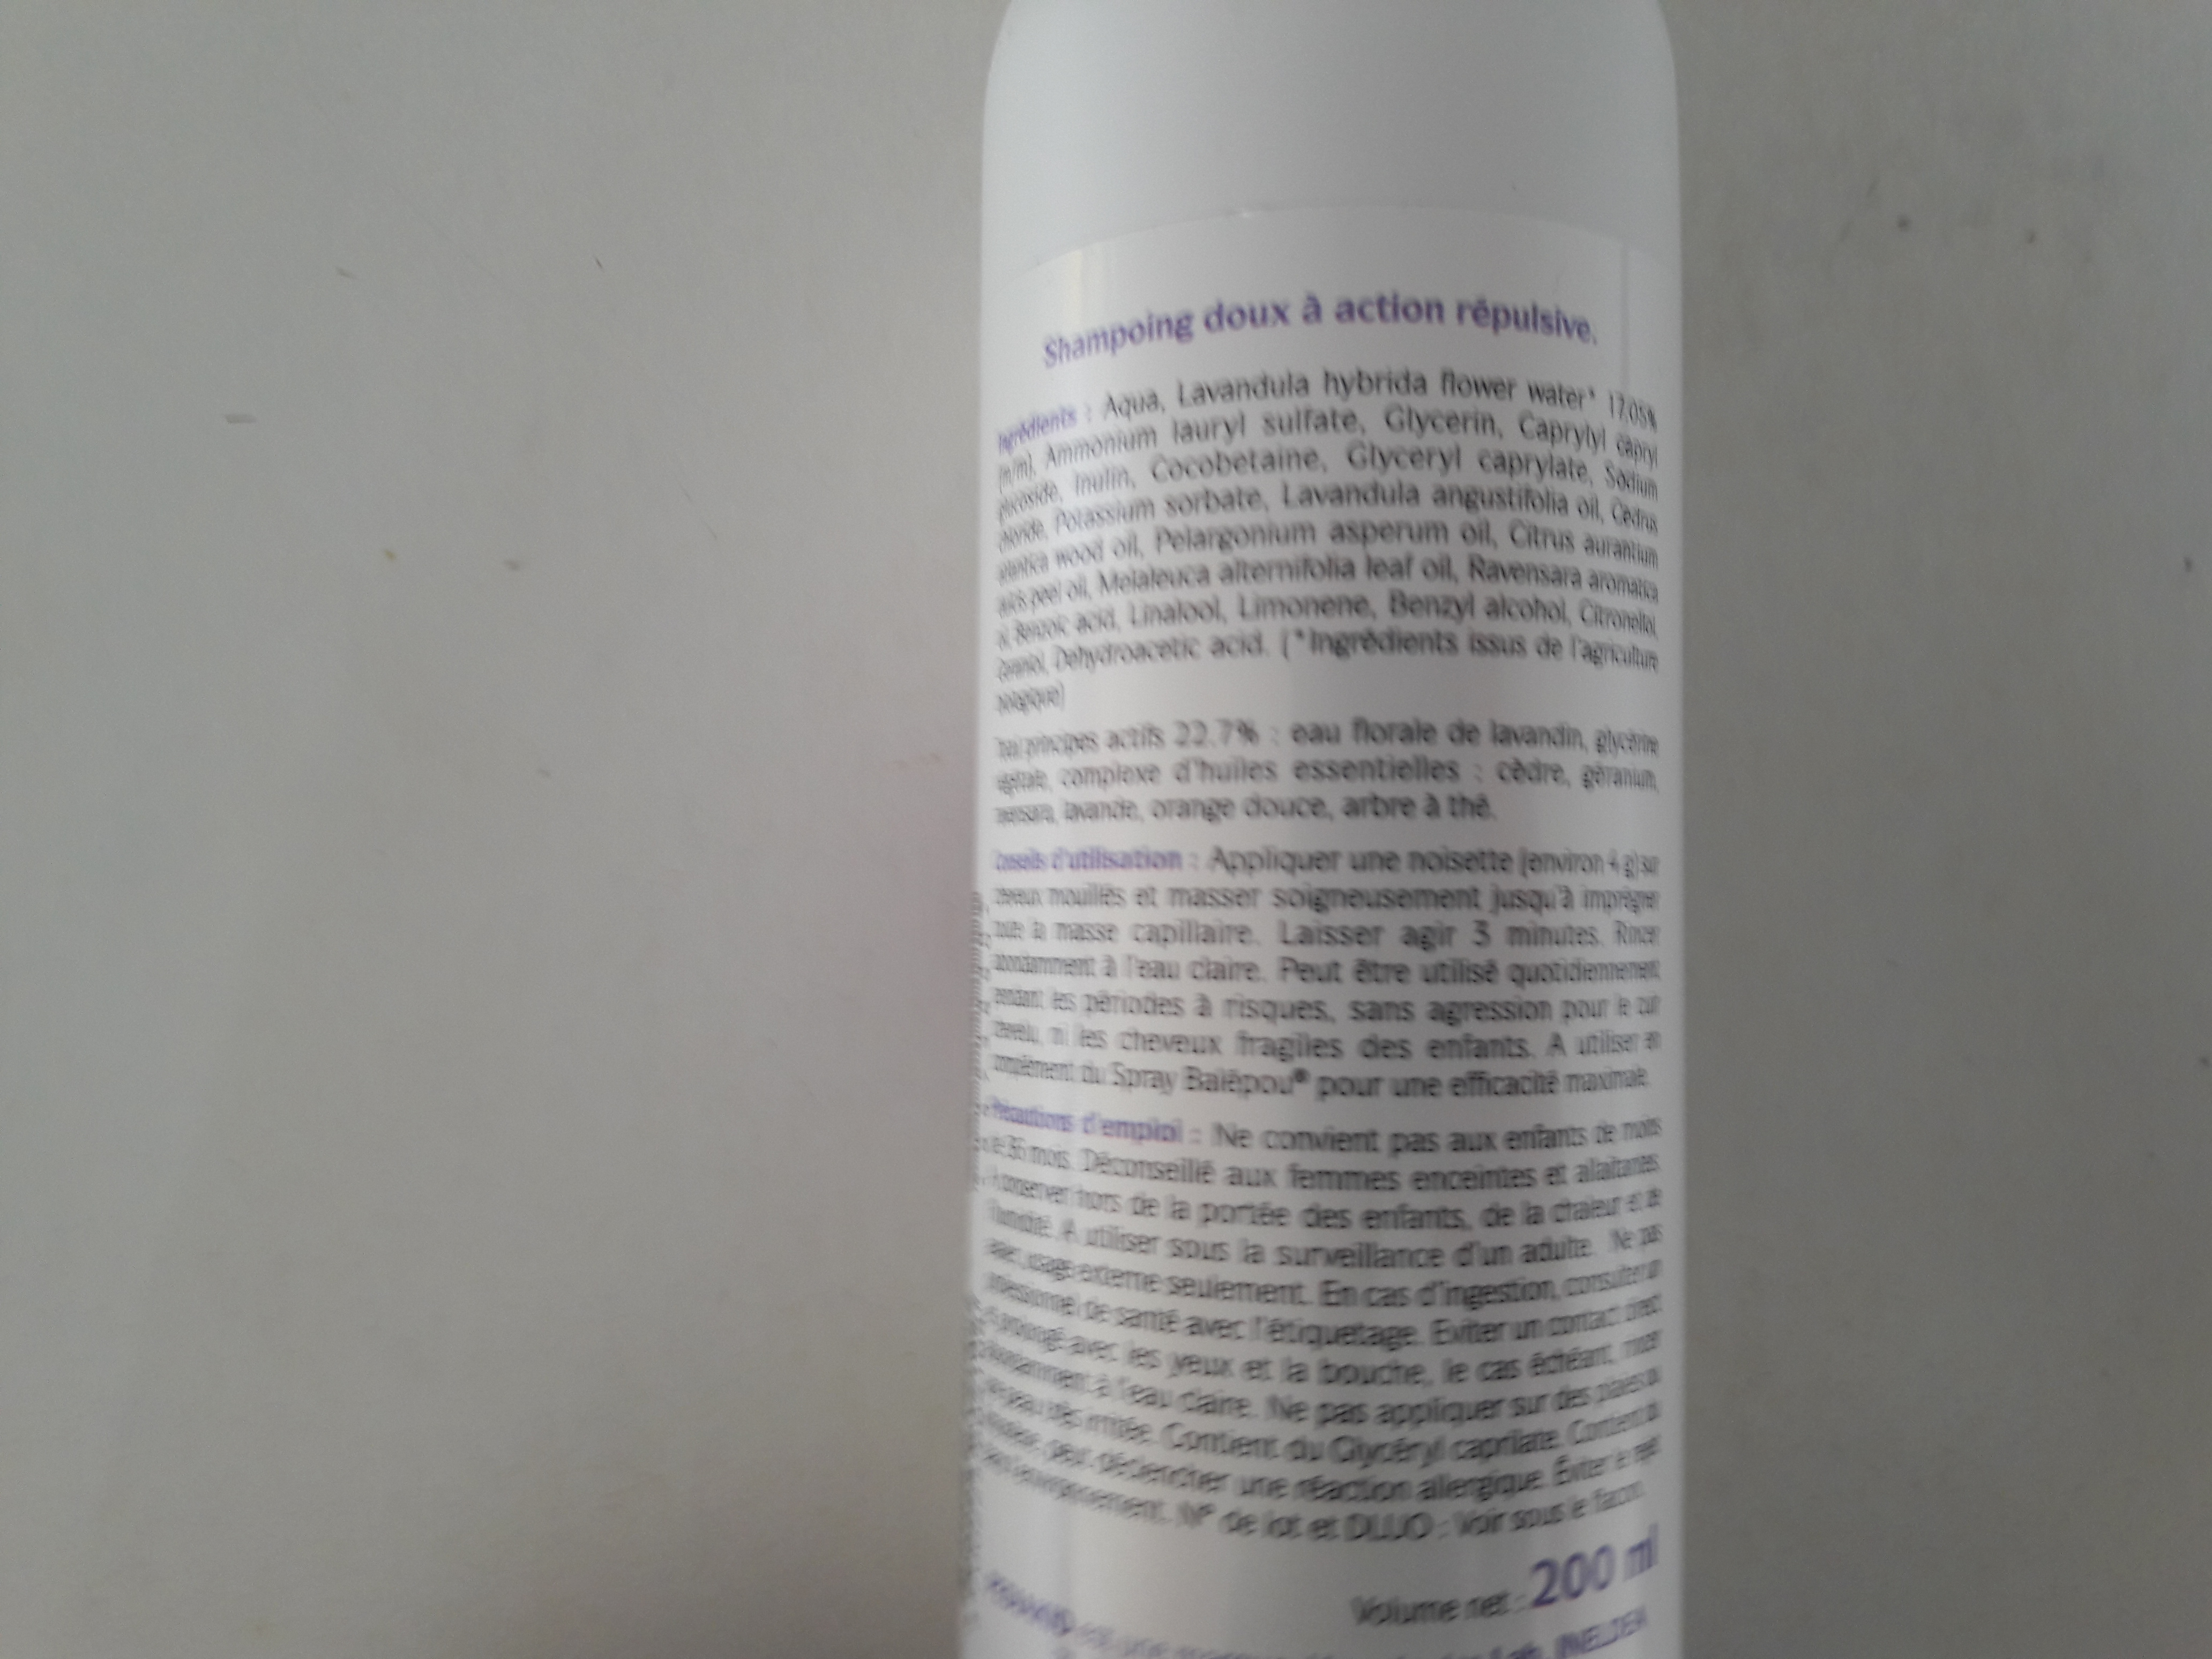 Shampoing doux à action répulsive.
Ingrédients : Aqua, Lavandula hybrida flower water* 17.05%
(m/m), Ammonium lauryl sulfate, Glycerin, Caprylyl capryl
glucoside, Inulin, Cocobetaine, Glyceryl caprylate, Sodium
chloride, Potassium sorbate, Lavandula angustifolia oil, Cedrus
atlantica wood oil, Pelargonium asperum oil, Citrus aurantium
dulcis peel oil, Melaleuca alternifolia leaf oil, Ravensara aromatica
oil, Benzoic acid, Linalool, Limonene, Benzyl alcohol, Citronellol,
Geraniol, Dehydroacetic acid. (*Ingrédients issus de l'agriculture
biologique)
principes actifs 22.7% : eau florale de lavandin, glycérine
végétale, complexe d'huiles essentielles : cèdre, géranium,
ravensara, lavande, orange douce, arbre à thé.
Conseils d'utilisation : Appliquer une noisette (environ 4 g) sur
cheveux mouillés et masser soigneusement jusqu'à imprégner
toute la masse capillaire. Laisser agir 3 minutes. Rincer
abondamment à l'eau claire. Peut être utilisé quotidiennement
pendant les périodes à risques, sans agression pour le cuir
chevelu, ni les cheveux fragiles des enfants. A utiliser en
complément du Spray Balépou® pour une efficacité maximale.
Précautions d'emploi : Ne convient pas aux enfants de moins
de 36 mois. Déconseillé aux femmes enceintes et allaitantes.
A conserver hors de la portée des enfants, de la chaleur et de
l'humidité. A utiliser sous la surveillance d'un adulte. Ne pas
avaler, usage externe seulement. En cas d'ingestion, consulter un
professionnel de santé avec l'étiquetage. Eviter un contact direct
et prolongé avec les yeux et la bouche, le cas échéant, rincer
abondamment à l'eau claire. Ne pas appliquer sur des plaies ou
une peau très irritée. Contient du Glycéryl caprilate. Contient du
peut déclencher une réaction allergique. Éviter le rejet
dans l'environnement. N° de lot et DLUO : Voir sous le flacon.
Volume net : 200 ml
est une